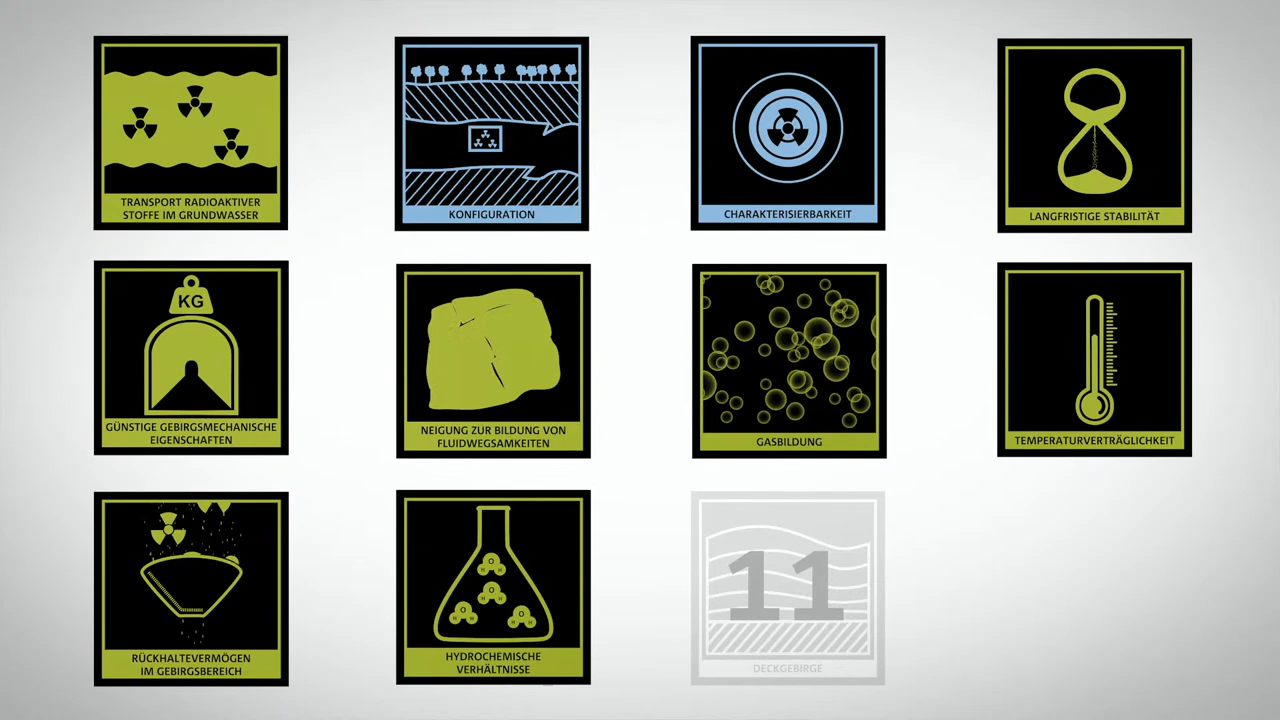 TRANSPORT RADIOAKTIVER
STOFFE IM GRUNDWASSER
KONFIGURATION
CHARAKTERISIERBARKEIT
LANGFRISTIGE STABILITÄT
KG
GÜNSTIGE GEBIRGSMECHANISCHE
EIGENSCHAFTEN
NEIGUNG ZUR BILDUNG VON
FLUIDWEGSAMKEITEN
GASBILDUNG
TEMPERATURVERTRÄGLICHKEIT
RÜCKHALTEVERMÖGEN
IM GEBIRGSBEREICH
O
H H
O
H H
O
H H
O
H H
HYDROCHEMISCHE
VERHÄLTNISSE
11
DECKGEBIRGE